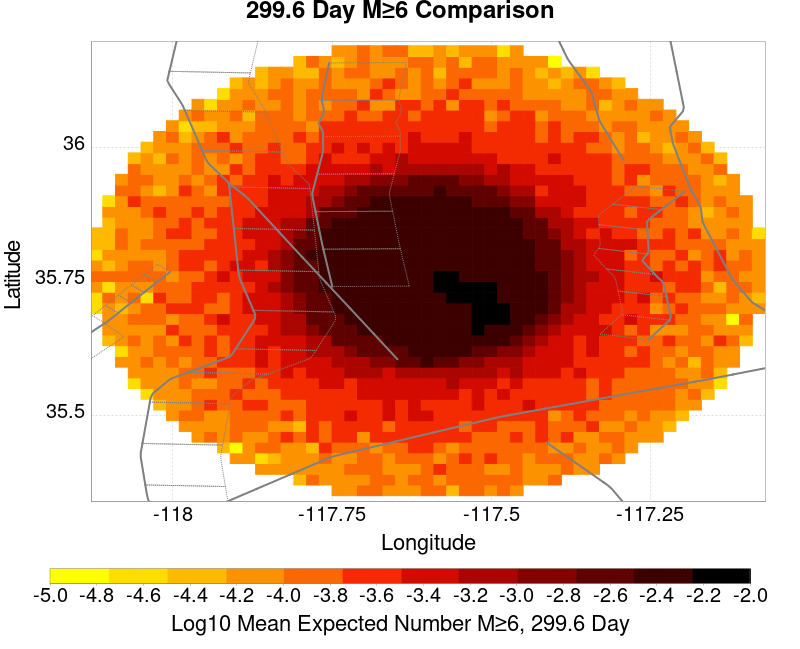 299.6 Day M≥6 Comparison
Latitude
36
35.75
35.5
-118 -117.75 -117.5 -117.25
Longitude
-5.0 -4.8 -4.6 -4.4 -4.2 -4.0 -3.8 -3.6 -3.4 -3.2 -3.0 -2.8 -2.6 -2.4 -2.2 -2.0
Log10 Mean Expected Number M≥6, 299.6 Day